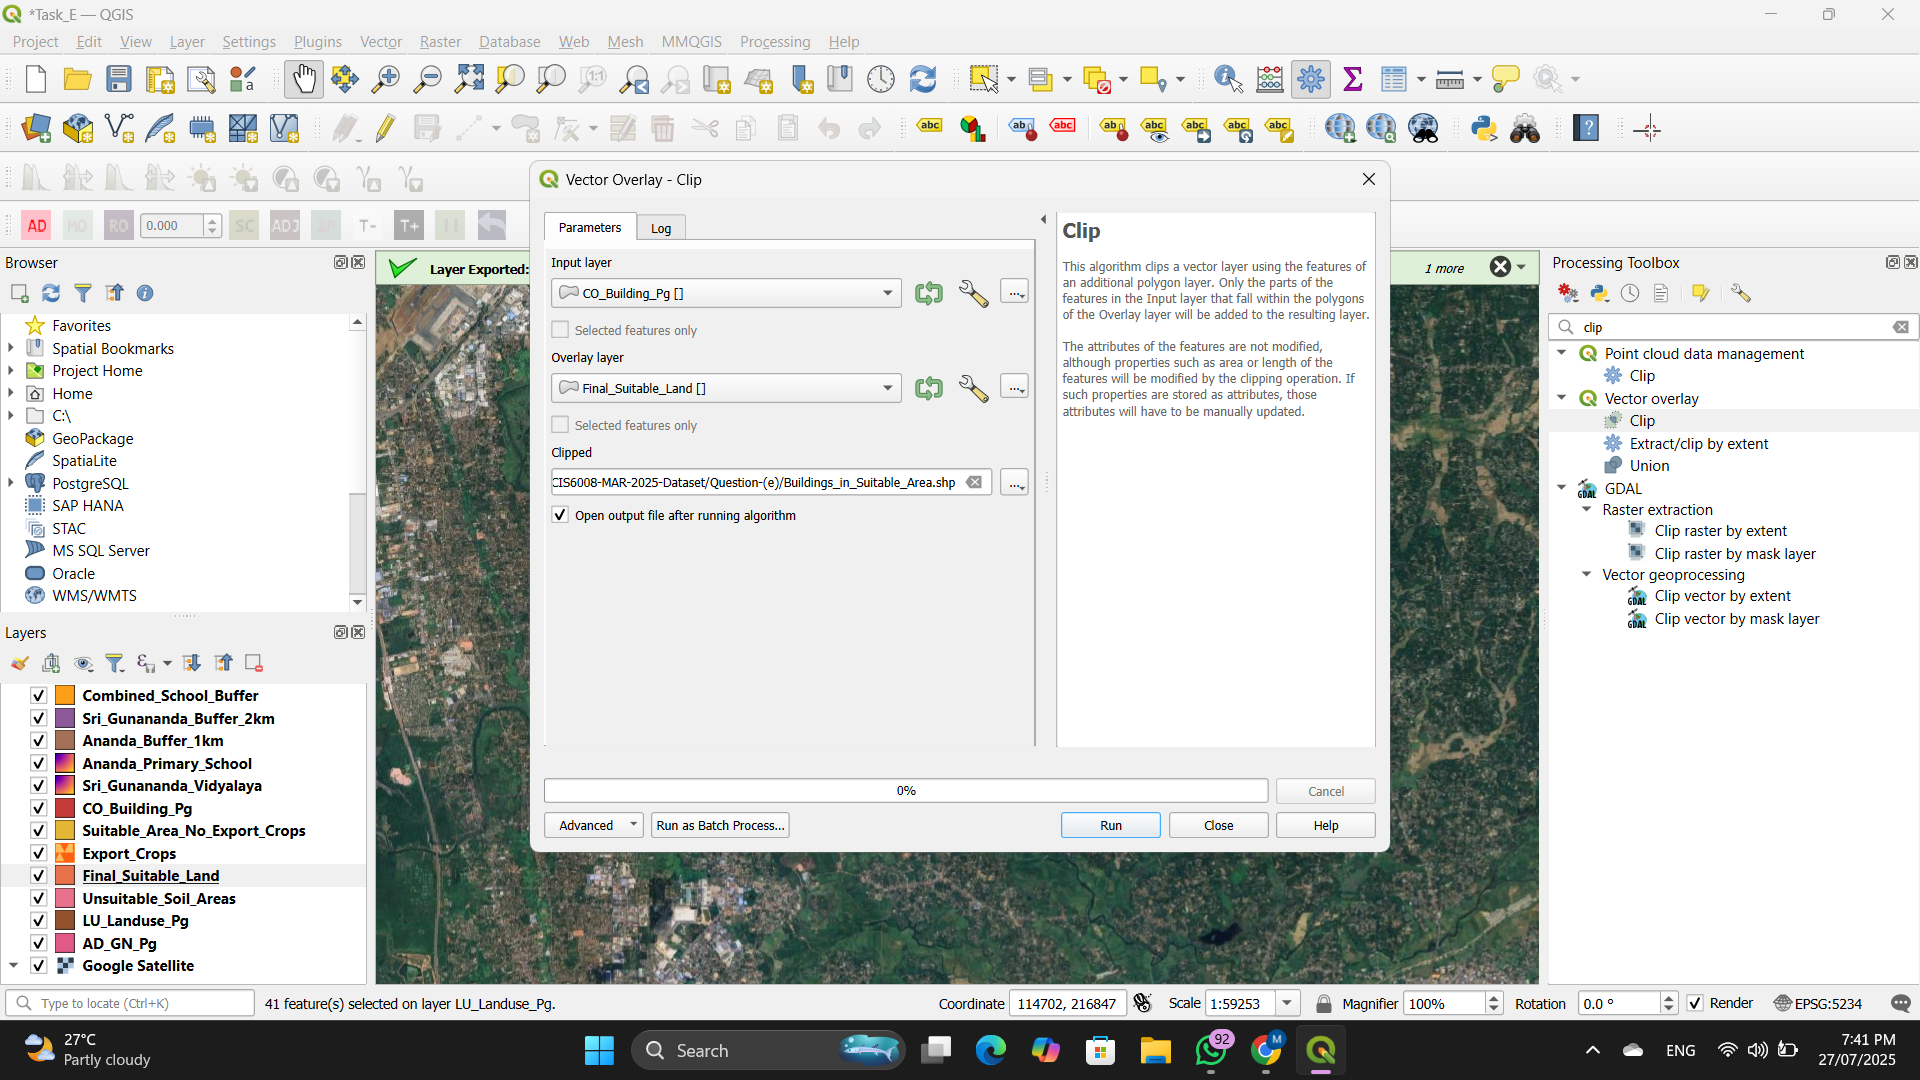 *Task_E — QGIS
Project Edit View Layer Settings Plugins Vector Raster Database Web Mesh MMQGIS Processing Help
abc abc abc abc abc abc abc abc
AD MO RO 0.000 SC ADJ 2P T- T+
Browser
Favorites
Spatial Bookmarks
Project Home
Home
C:\
GeoPackage
SpatiaLite
PostgreSQL
SAP HANA
STAC
MS SQL Server
Oracle
WMS/WMTS
Layers
Combined_School_Buffer
Sri_Gunananda_Buffer_2km
Ananda_Buffer_1km
Ananda_Primary_School
Sri_Gunananda_Vidyalaya
CO_Building_Pg
Suitable_Area_No_Export_Crops
Export_Crops
Final_Suitable_Land
Unsuitable_Soil_Areas
LU_Landuse_Pg
AD_GN_Pg
Google Satellite
Layer Exported:
1 more
Vector Overlay - Clip
Parameters Log
Input layer
CO_Building_Pg []
Selected features only
Overlay layer
Final_Suitable_Land []
Selected features only
Clipped
CIS6008-MAR-2025-Dataset/Question-(e)/Buildings_in_Suitable_Area.shp
Open output file after running algorithm
Clip
This algorithm clips a vector layer using the features of
an additional polygon layer. Only the parts of the
features in the Input layer that fall within the polygons
of the Overlay layer will be added to the resulting layer.
The attributes of the features are not modified,
although properties such as area or length of the
features will be modified by the clipping operation. If
such properties are stored as attributes, those
attributes will have to be manually updated.
0%
Cancel
Advanced Run as Batch Process... Run Close Help
Processing Toolbox
clip
Point cloud data management
Clip
Vector overlay
Clip
Extract/clip by extent
Union
GDAL
Raster extraction
Clip raster by extent
Clip raster by mask layer
Vector geoprocessing
Clip vector by extent
Clip vector by mask layer
Type to locate (Ctrl+K) 41 feature(s) selected on layer LU_Landuse_Pg. Coordinate 114702, 216847 Scale 1:59253 Magnifier 100% Rotation 0.0 ° Render EPSG:5234
27°C
Partly cloudy
Search
92
M
ENG
7:41 PM
27/07/2025